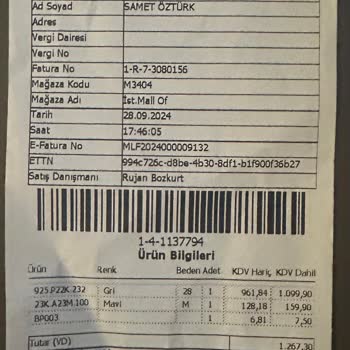 Ad Soyad SAMET ÖZTÜRK
Adres
Vergi Dairesi
Vergi No
Fatura No 1-R-7-3080156
Mağaza Kodu M3404
Mağaza Adı İst.Mall Of
Tarih 28.09.2024
Saat 17:46:05
E-Fatura No MLF2024000009132
ETTN 994c726c-d8be-4b30-8df1-b1f900f36b27
Satış Danışmanı Rujan Bozkurt
1-4-1137794
Ürün Bilgileri
Ürün Renk Beden Adet KDV Hariç KDV Dahil
925.P22K.232 Gri 28 1 961,84 1.099,90
23K.A23M.100 Mavi M 1 128,18 159,90
BP003 1 6,81 7,50
Tutar (VD) 1.267,30